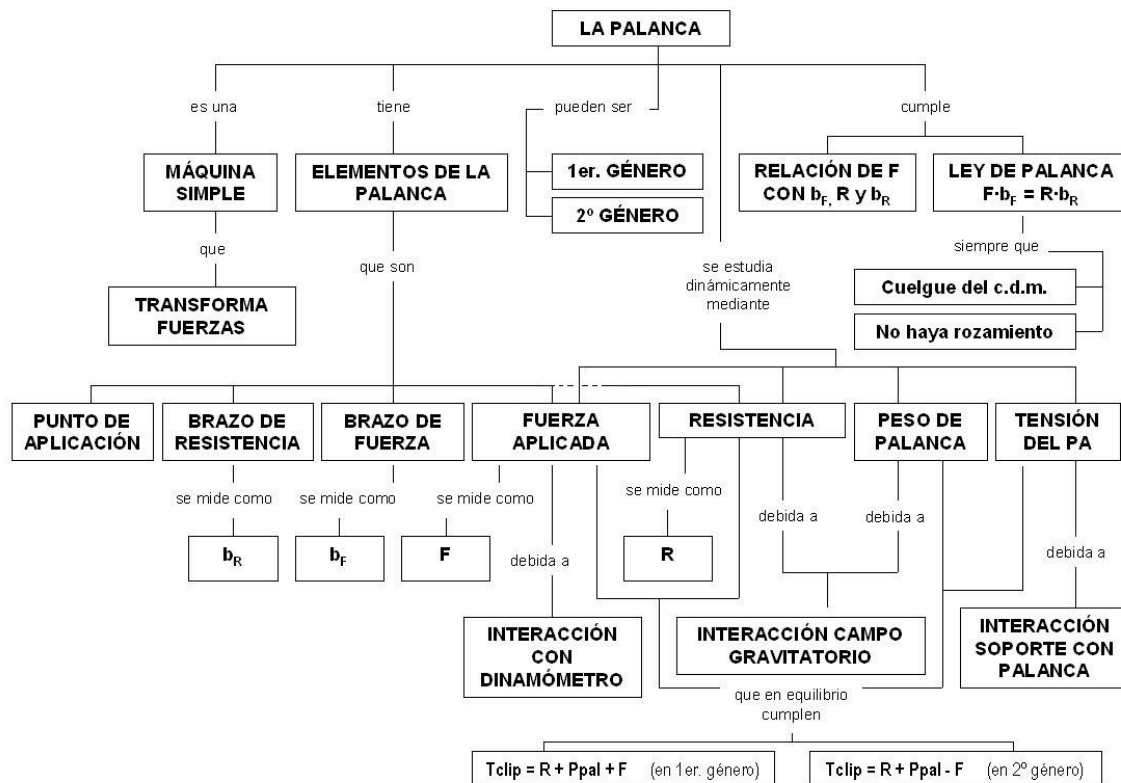 LA PALANCA
es una
tiene
pueden ser
cumple
MÁQUINA
SIMPLE
ELEMENTOS DE LA
PALANCA
1er. GÉNERO
2º GÉNERO
RELACIÓN DE F
CON bF, R y bR
LEY DE PALANCA
F·bF = R·bR
que
que son
se estudia
dinámicamente
mediante
siempre que
TRANSFORMA
FUERZAS
Cuelgue del c.d.m.
No haya rozamiento
PUNTO DE
APLICACIÓN
BRAZO DE
RESISTENCIA
BRAZO DE
FUERZA
FUERZA
APLICADA
RESISTENCIA
PESO DE
PALANCA
TENSIÓN
DEL PA
se mide como
se mide como
se mide como
se mide como
debida a
debida a
bR
bF
F
debida a
R
debida a
INTERACCIÓN
CON
DINAMÓMETRO
INTERACCIÓN CAMPO
GRAVITATORIO
INTERACCIÓN
SOPORTE CON
PALANCA
que en equilibrio
cumplen
Tclip = R + Ppal + F (en 1er. género)
Tclip = R + Ppal - F (en 2º género)